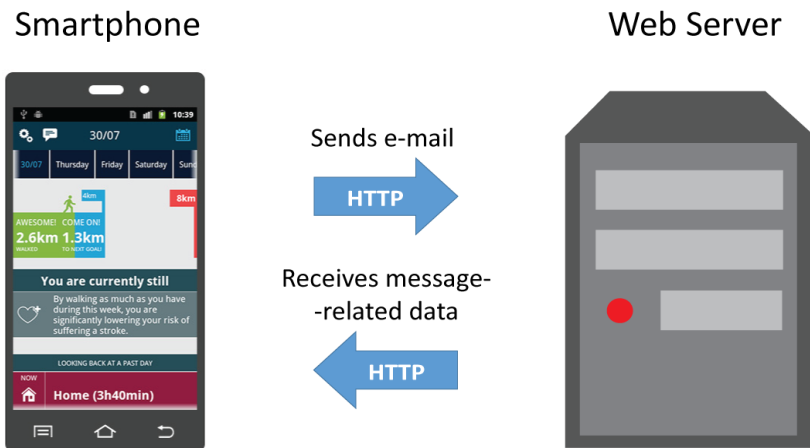 Smartphone
Web Server
10:39
30/07
30/07 Thursday Friday Saturday
4km
8km
AWESOME! COME ON!
2.6km 1.3km
WALKED TO NEXT GOAL!
You are currently still
By walking as much as you have
during this week, you are
significantly lowering your risk of
suffering a stroke.
LOOKING BACK AT A PAST DAY
NOW
Home (3h40min)
Sends e-mail
HTTP
Receives message-
-related data
HTTP